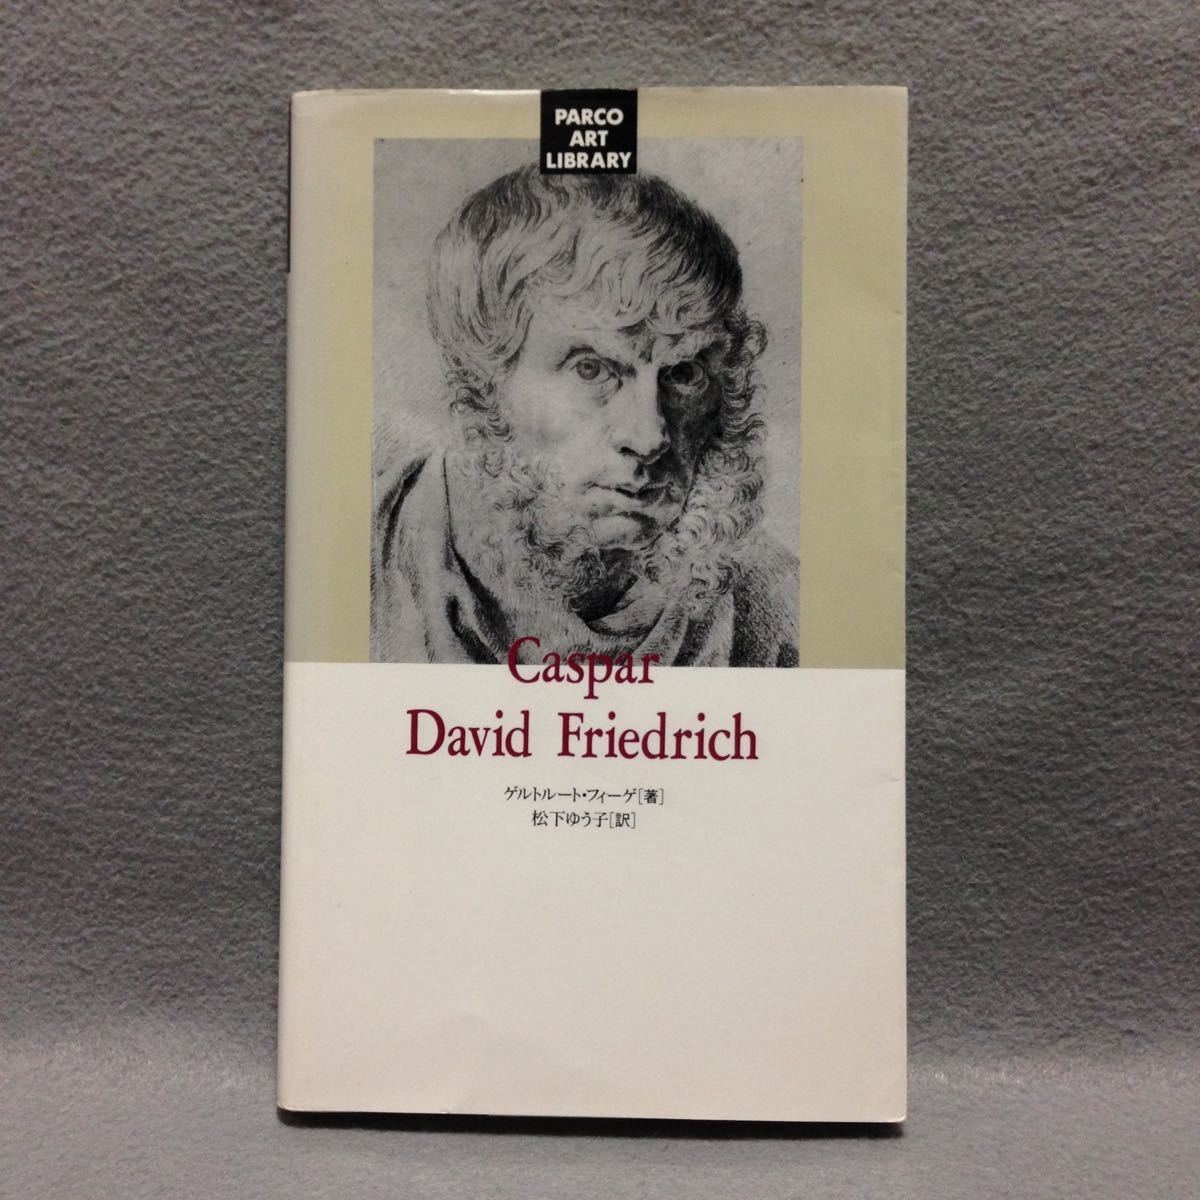 PARCO
ART
LIBRARY
Caspar
David Friedrich
ゲルトルート・フィーゲ[著]
松下ゆう子[訳]